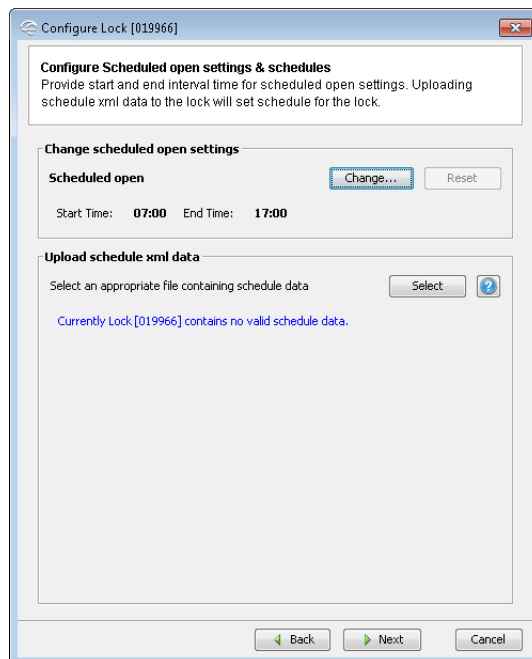 Configure Lock [019966]
Configure Scheduled open settings & schedules
Provide start and end interval time for scheduled open settings. Uploading
schedule xml data to the lock will set schedule for the lock.
Change scheduled open settings
Scheduled open Change... Reset
Start Time: 07:00 End Time: 17:00
Upload schedule xml data
Select an appropriate file containing schedule data Select ?
Currently Lock [019966] contains no valid schedule data.
Back Next Cancel